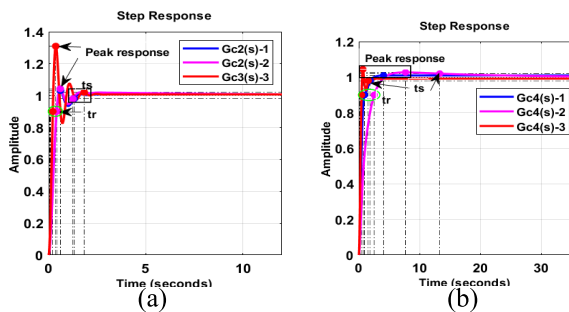 Step Response
1.4
1.2
1
0.8
0.6
0.4
0.2
0
Amplitude
Peak response
ts
tr
Gc2(s)-1
Gc2(s)-2
Gc3(s)-3
0
5
10
Time (seconds)
(a)
Step Response
1.2
1
0.8
0.6
0.4
0.2
0
Amplitude
Peak response
ts
tr
Gc4(s)-1
Gc4(s)-2
Gc4(s)-3
0
10
20
30
Time (seconds)
(b)